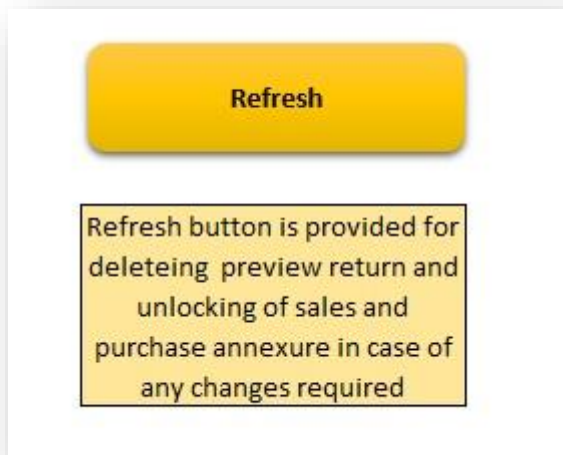 Refresh
Refresh button is provided for
deleteing preview return and
unlocking of sales and
purchase annexure in case of
any changes required